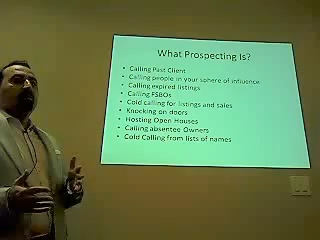 What Prospecting Is?
• Calling Past Client
• Calling people in your sphere of influence
• Calling expired listings
• Calling FSBOs
• Cold calling for listings and sales
• Knocking on doors
• Hosting Open Houses
• Calling absentee Owners
• Cold Calling from lists of names